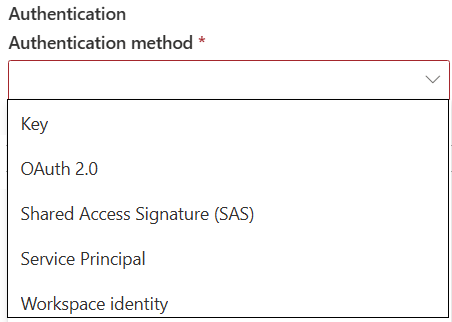 Authentication
Authentication method *
Key
OAuth 2.0
Shared Access Signature (SAS)
Service Principal
Workspace identity